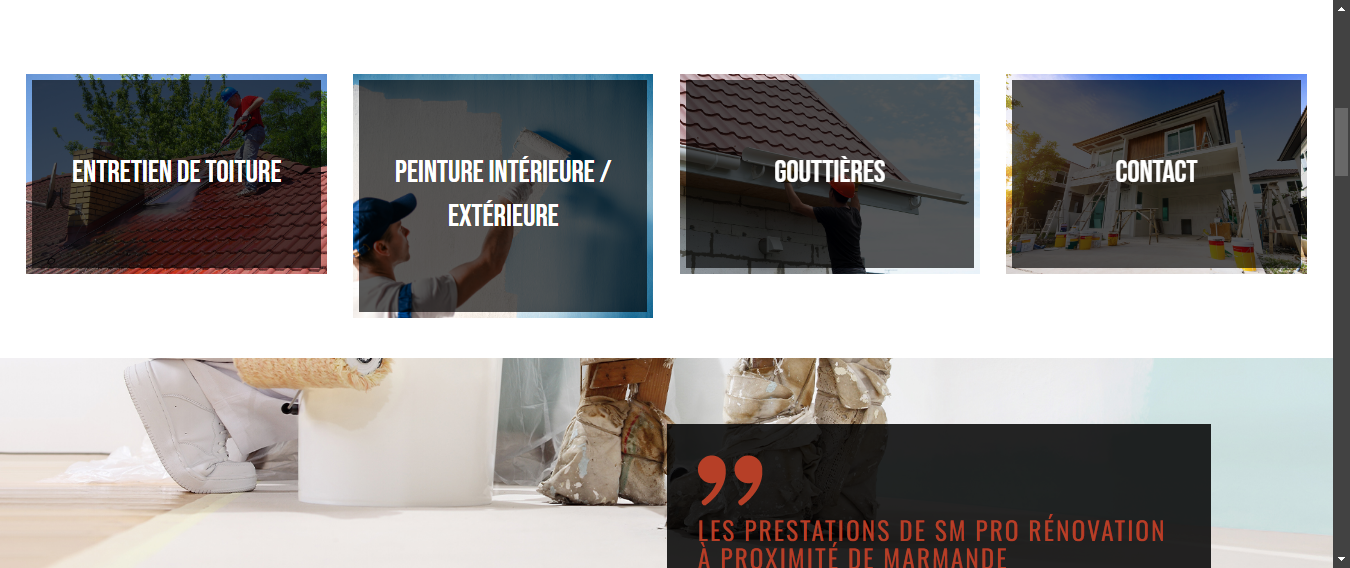 ENTRETIEN DE TOITURE
PEINTURE INTÉRIEURE /
EXTÉRIEURE
GOUTTIÈRES
CONTACT
LES PRESTATIONS DE SM PRO RÉNOVATION
À PROXIMITÉ DE MARMANDE